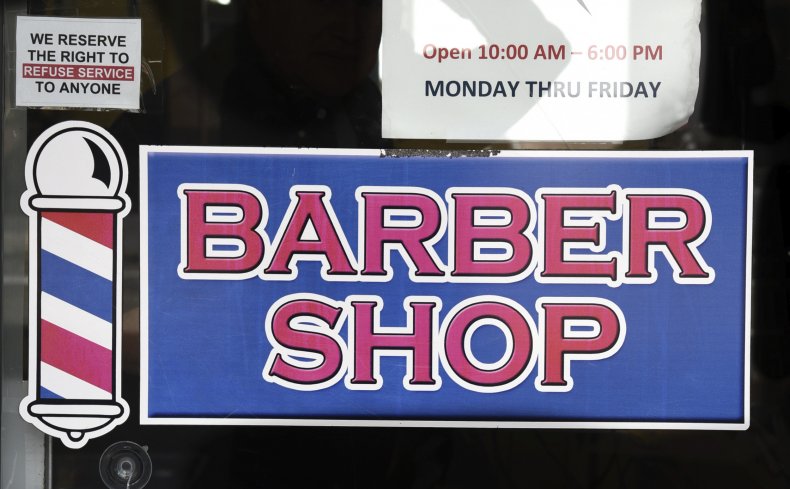 WE RESERVE
THE RIGHT TO
REFUSE SERVICE
TO ANYONE
Open 10:00 AM – 6:00 PM
MONDAY THRU FRIDAY
BARBER
SHOP